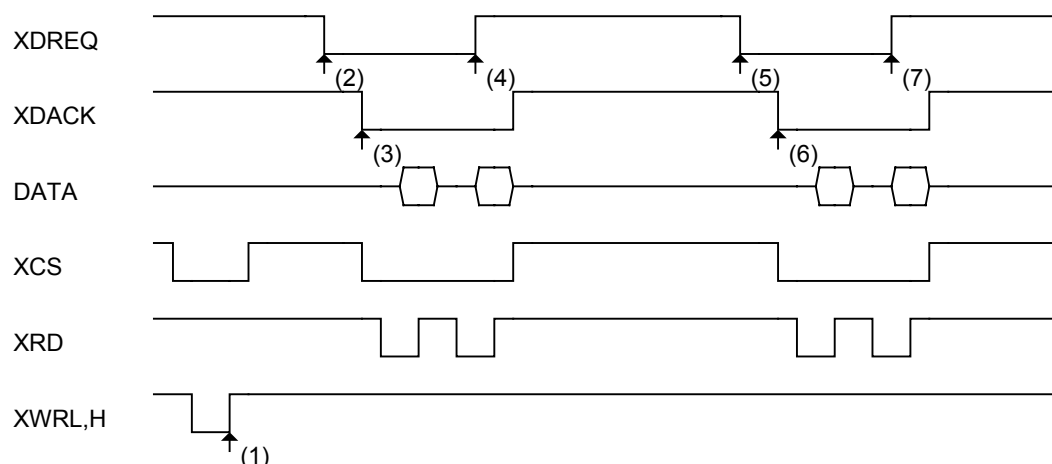 XDREQ
(2)
(4)
(5)
(7)
XDACK
(3)
(6)
DATA
XCS
XRD
XWRL,H
(1)